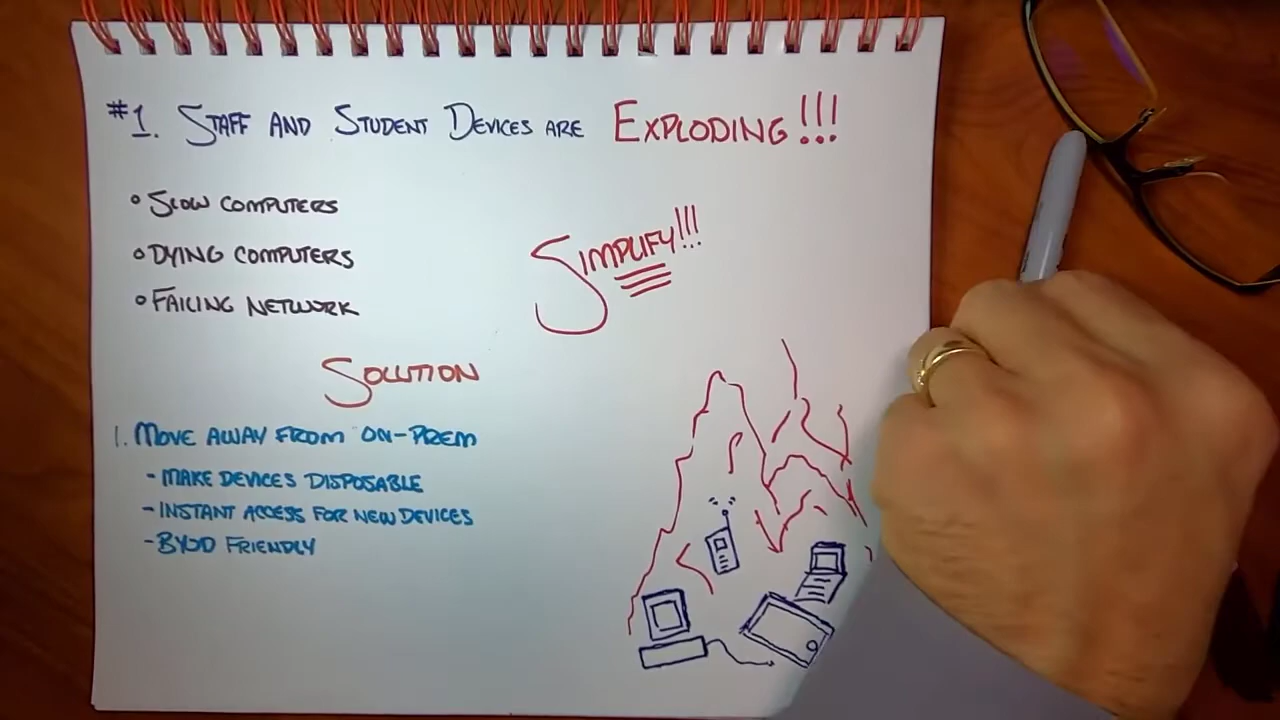 #1. STAFF AND STUDENT DEVICES ARE EXPLODING!!!
° SLOW COMPUTERS
° DYING COMPUTERS
° FAILING NETWORK
SIMPLIFY!!!
SOLUTION
1. MOVE AWAY FROM ON-PREM
- MAKE DEVICES DISPOSABLE
- INSTANT ACCESS FOR NEW DEVICES
- BYOD FRIENDLY